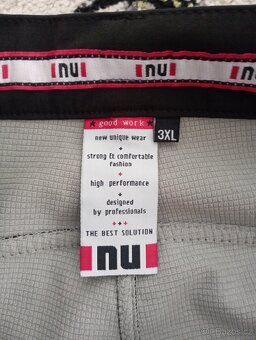 nu nu nu
* good work *
3XL
new unique wear
+
strong & comfortable
fashion
+
high performance
+
designed
by professionals
+++
THE BEST SOLUTION
nu